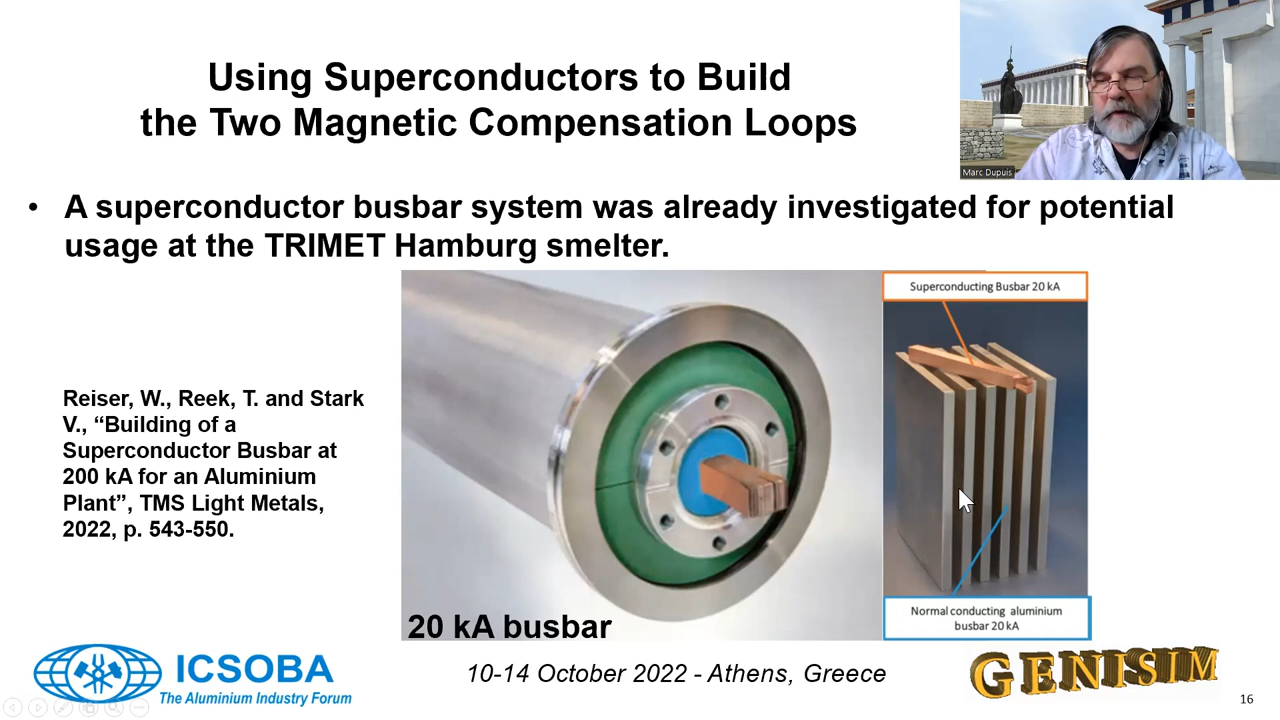 Using Superconductors to Build
the Two Magnetic Compensation Loops
Marc Dupuis
• A superconductor busbar system was already investigated for potential
usage at the TRIMET Hamburg smelter.
Reiser, W., Reek, T. and Stark
V., “Building of a
Superconductor Busbar at
200 kA for an Aluminium
Plant”, TMS Light Metals,
2022, p. 543-550.
Superconducting Busbar 20 kA
20 kA busbar
Normal conducting aluminium
busbar 20 kA
ICSOBA
The Aluminium Industry Forum
10-14 October 2022 - Athens, Greece
GENISIM
16